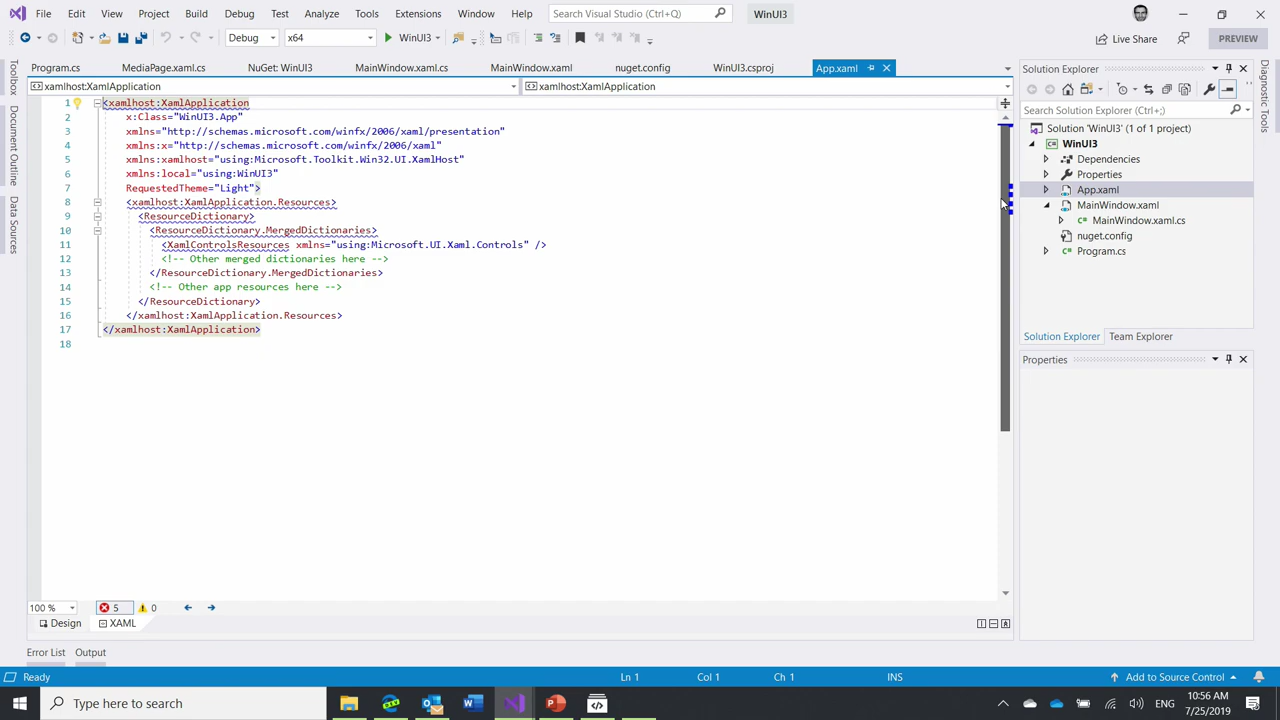 File Edit View Project Build Debug Test Analyze Tools Extensions Window Help Search Visual Studio (Ctrl+Q) WinUI3
Debug x64 WinUI3 Live Share PREVIEW
Program.cs MediaPage.xaml.cs NuGet: WinUI3 MainWindow.xaml.cs MainWindow.xaml nuget.config WinUI3.csproj App.xaml
xamlhost:XamlApplication xamlhost:XamlApplication
Toolbox
Document Outline
Data Sources
1 <xamlhost:XamlApplication
2 x:Class="WinUI3.App"
3 xmlns="http://schemas.microsoft.com/winfx/2006/xaml/presentation"
4 xmlns:x="http://schemas.microsoft.com/winfx/2006/xaml"
5 xmlns:xamlhost="using:Microsoft.Toolkit.Win32.UI.XamlHost"
6 xmlns:local="using:WinUI3"
7 RequestedTheme="Light">
8 <xamlhost:XamlApplication.Resources>
9 <ResourceDictionary>
10 <ResourceDictionary.MergedDictionaries>
11 <XamlControlsResources xmlns="using:Microsoft.UI.Xaml.Controls" />
12 <!-- Other merged dictionaries here -->
13 </ResourceDictionary.MergedDictionaries>
14 <!-- Other app resources here -->
15 </ResourceDictionary>
16 </xamlhost:XamlApplication.Resources>
17 </xamlhost:XamlApplication>
18
100 % 5 0
Design XAML
Solution Explorer
Search Solution Explorer (Ctrl+;)
Solution 'WinUI3' (1 of 1 project)
WinUI3
Dependencies
Properties
App.xaml
MainWindow.xaml
MainWindow.xaml.cs
nuget.config
Program.cs
Solution Explorer Team Explorer
Properties
Diagnostic Tools
Error List Output
Ready Ln 1 Col 1 Ch 1 INS Add to Source Control
Type here to search ENG 10:56 AM
7/25/2019